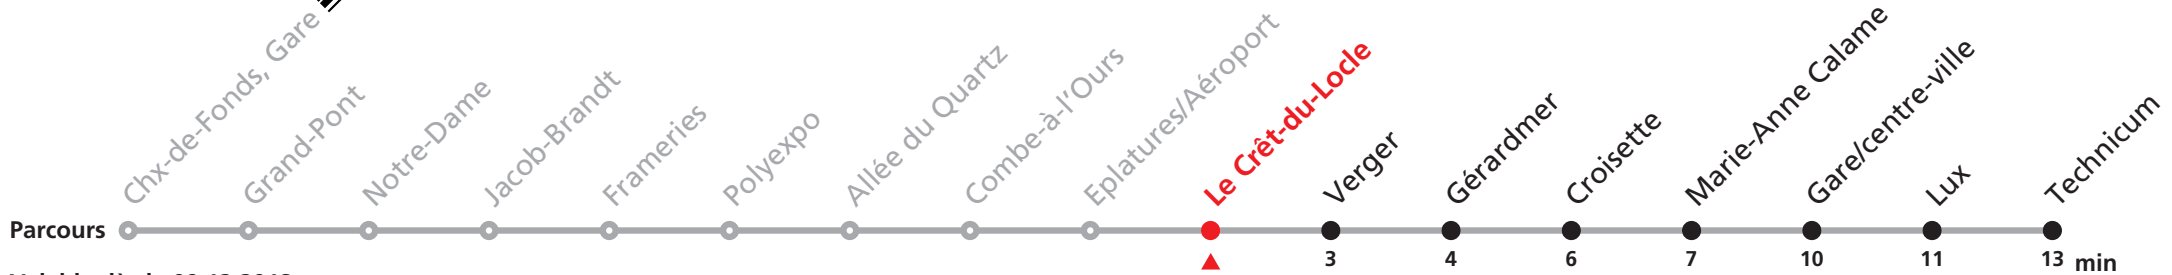 Chx-de-Fonds, Gare
Grand-Pont
Notre-Dame
Jacob-Brandt
Frameries
Polyexpo
Allée du Quartz
Combe-à-l'Ours
Eplatures/Aéroport
Le Crêt-du-Locle
Verger
Gérardmer
Croisette
Marie-Anne Calame
Gare/centre-ville
Lux
Technicum
Parcours
3 4 6 7 10 11 13 min